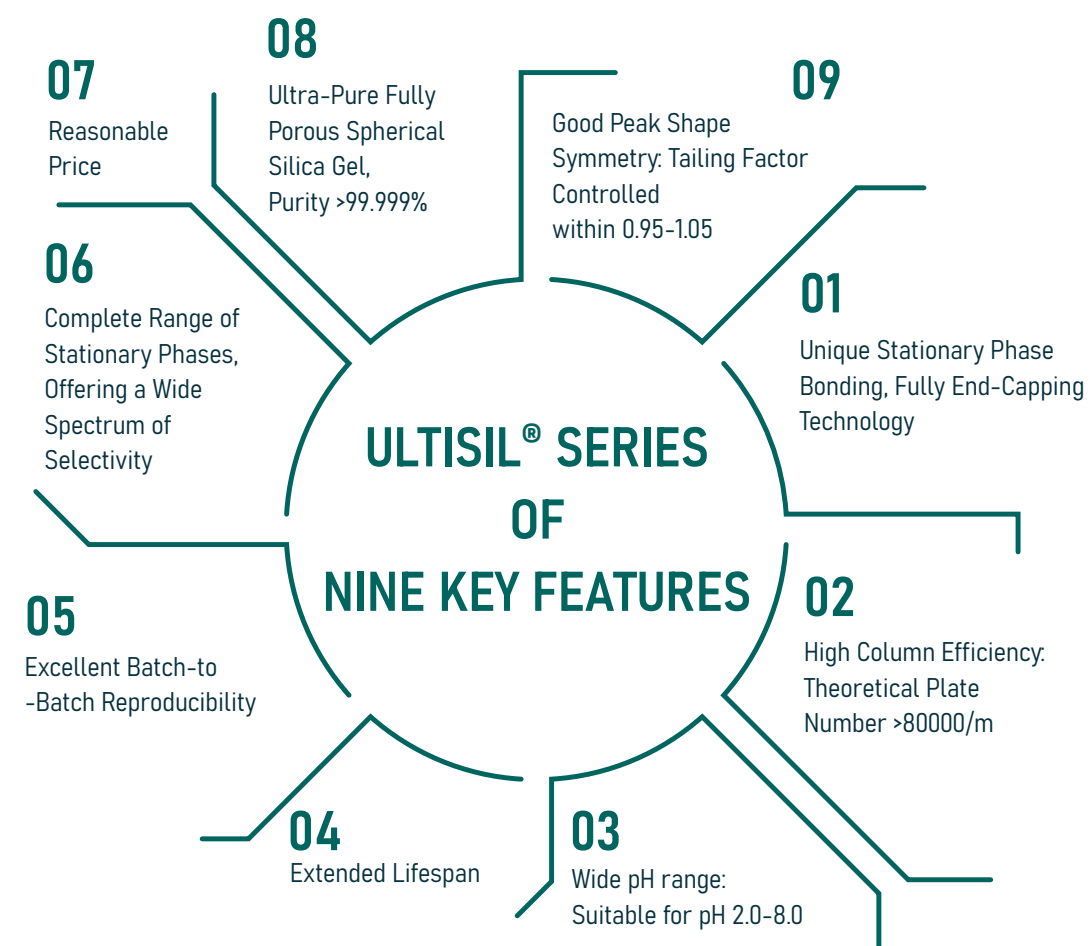 ULTISIL® SERIES
OF
NINE KEY FEATURES
01
Unique Stationary Phase
Bonding, Fully End-Capping
Technology
02
High Column Efficiency:
Theoretical Plate
Number >80000/m
03
Wide pH range:
Suitable for pH 2.0-8.0
04
Extended Lifespan
05
Excellent Batch-to
-Batch Reproducibility
06
Complete Range of
Stationary Phases,
Offering a Wide
Spectrum of
Selectivity
07
Reasonable
Price
08
Ultra-Pure Fully
Porous Spherical
Silica Gel,
Purity >99.999%
09
Good Peak Shape
Symmetry: Tailing Factor
Controlled
within 0.95-1.05